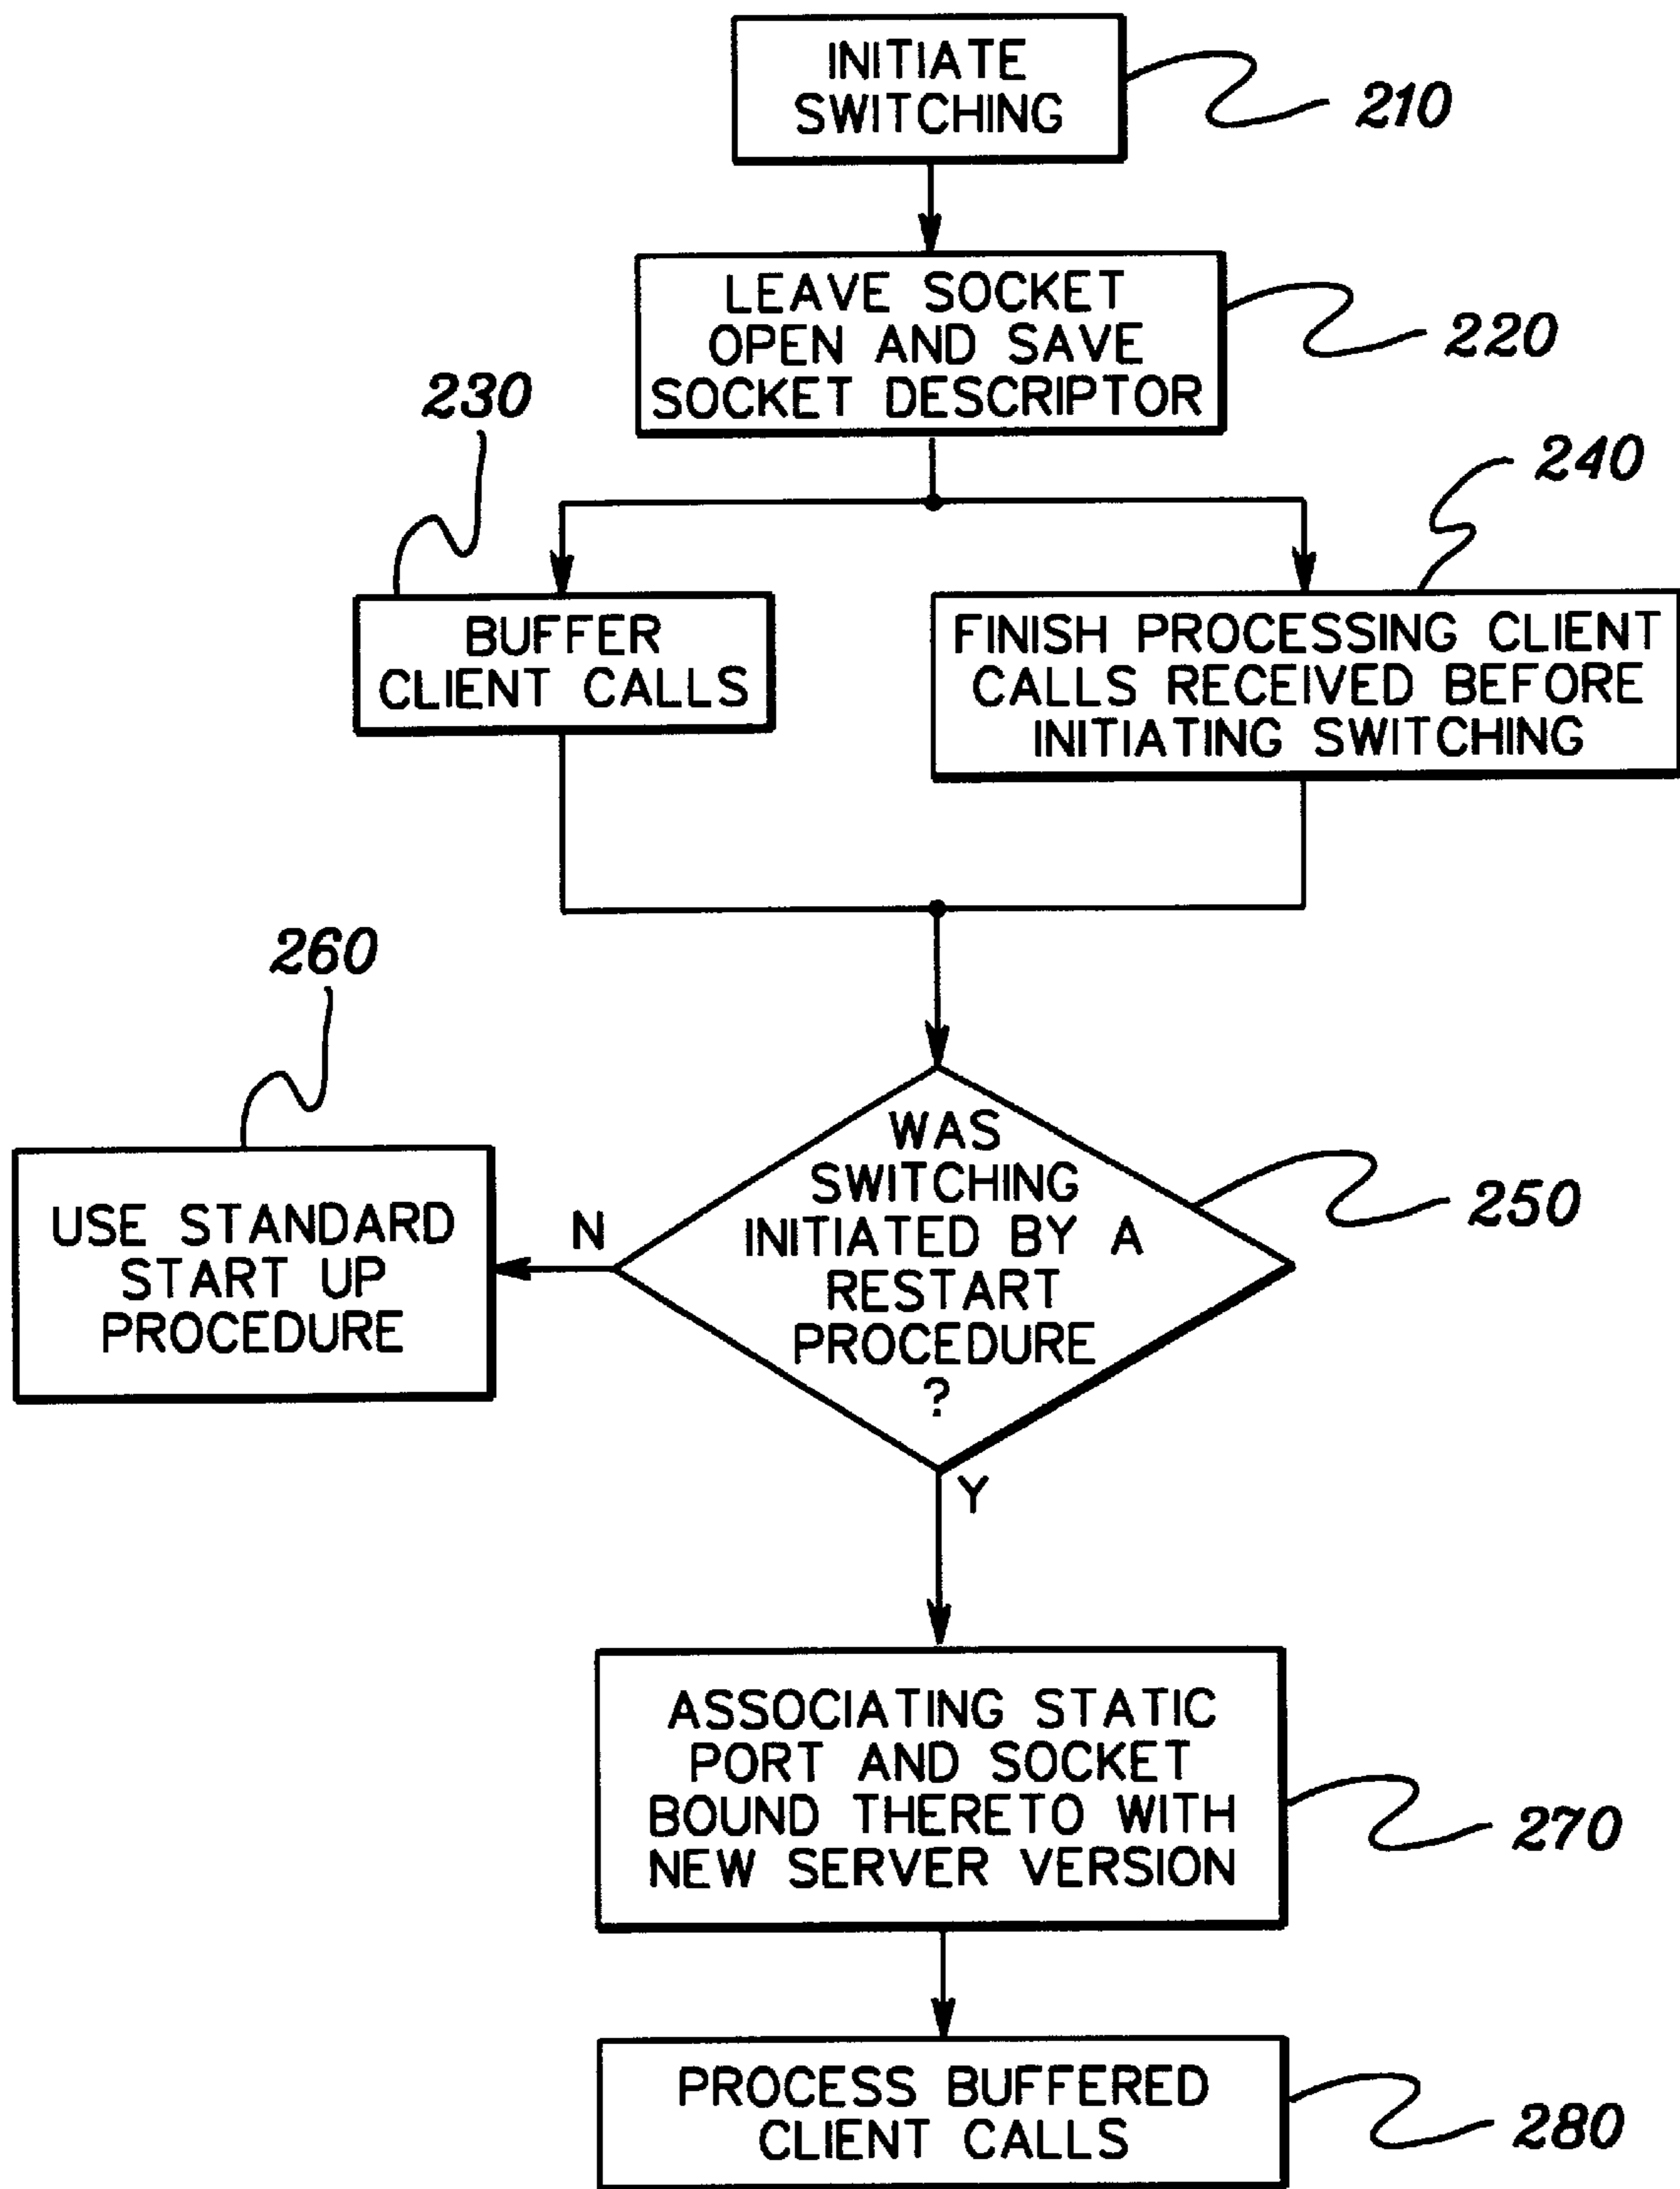 INITIATE
SWITCHING
210
LEAVE SOCKET
OPEN AND SAVE
SOCKET DESCRIPTOR
220
230
240
BUFFER
CLIENT CALLS
FINISH PROCESSING CLIENT
CALLS RECEIVED BEFORE
INITIATING SWITCHING
260
WAS
SWITCHING
INITIATED BY A
RESTART
PROCEDURE
?
250
N
USE STANDARD
START UP
PROCEDURE
Y
ASSOCIATING STATIC
PORT AND SOCKET
BOUND THERETO WITH
NEW SERVER VERSION
270
PROCESS BUFFERED
CLIENT CALLS
280